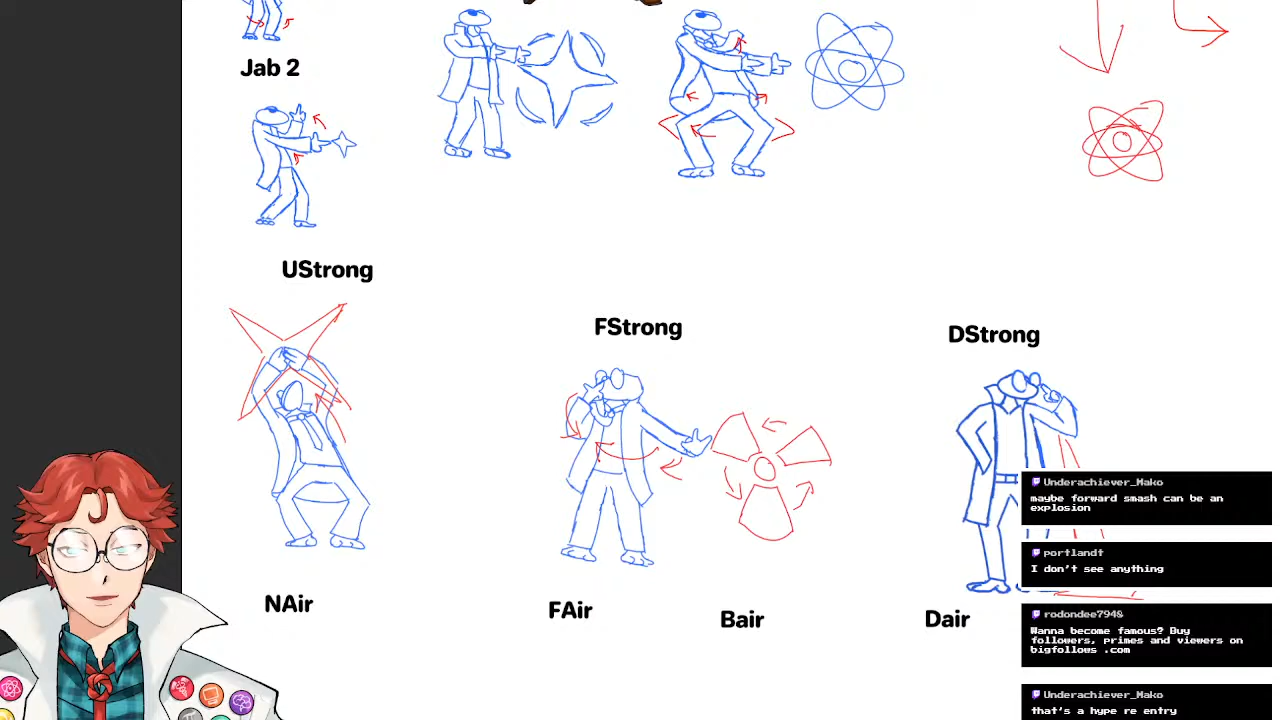 Jab 2
UStrong
FStrong
DStrong
NAir
FAir
Bair
Dair
Underachiever_Mako
maybe forward smash can be an
explosion
portlandt
I don't see anything
rodondee7948
Wanna become famous? Buy
followers, primes and viewers on
bigfollows .com
Underachiever_Mako
that's a hype re entry